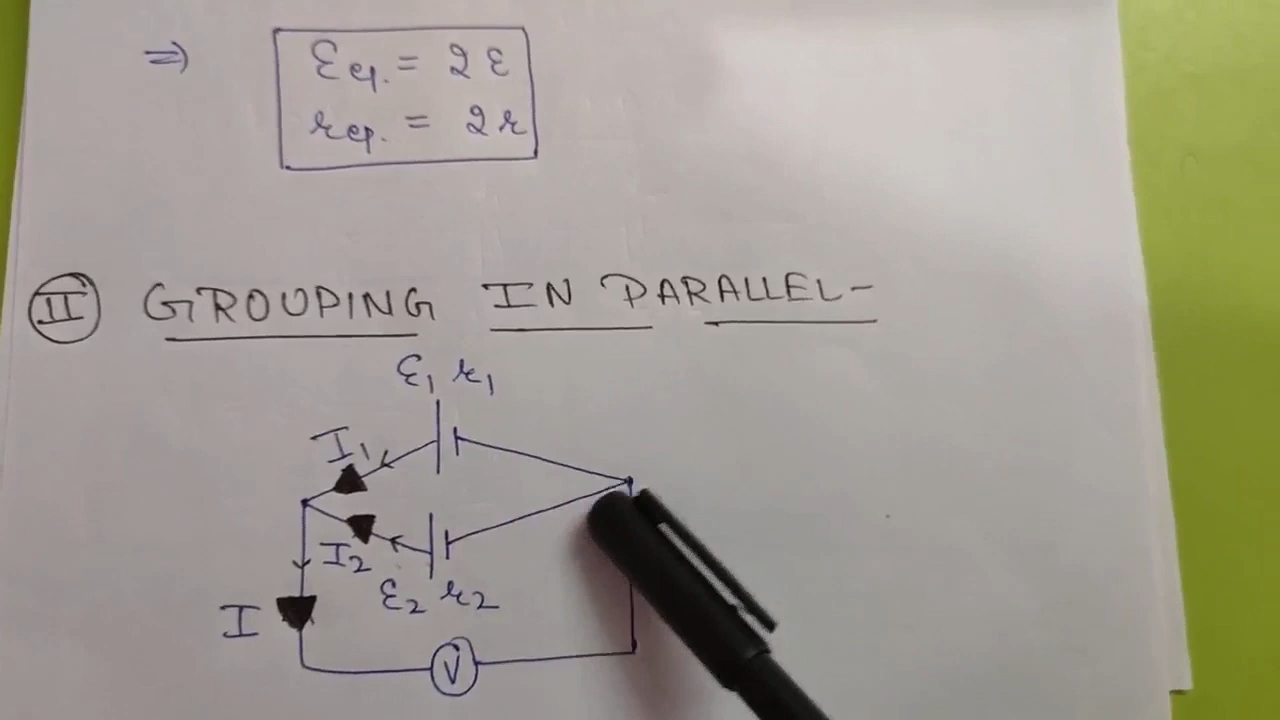 ⇒ εeq. = 2ε
req. = 2r
II GROUPING IN PARALLEL-
ε1 r1
I1
I2
ε2 r2
I
V